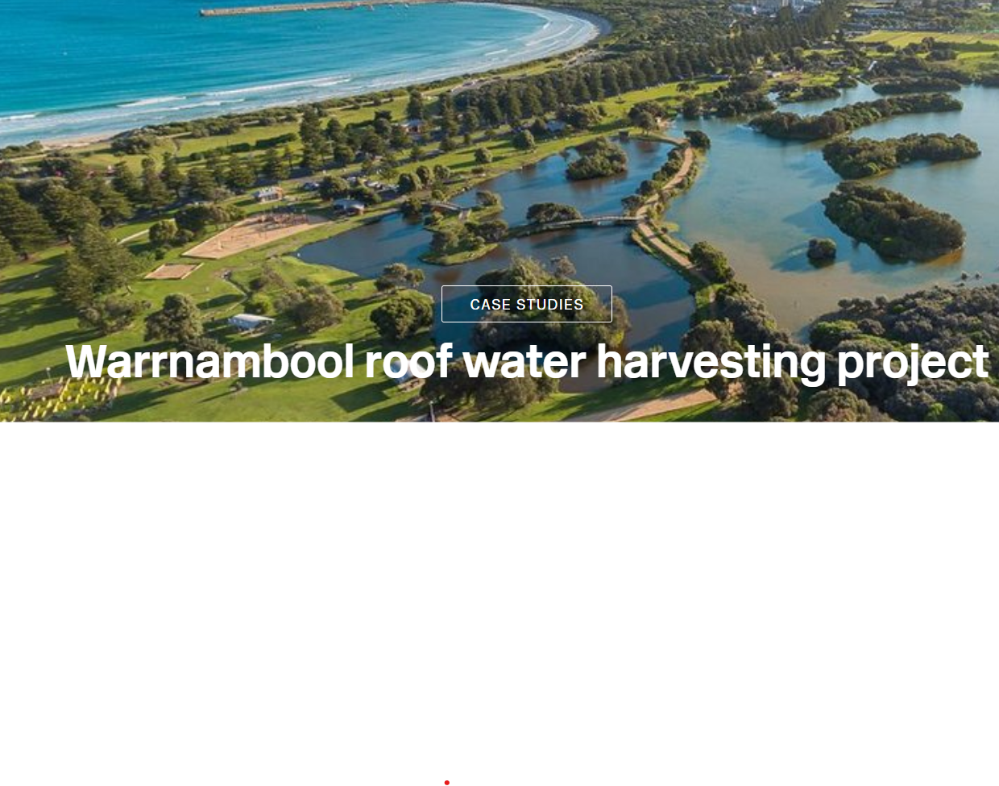 CASE STUDIES
Warrnambool roof water harvesting project